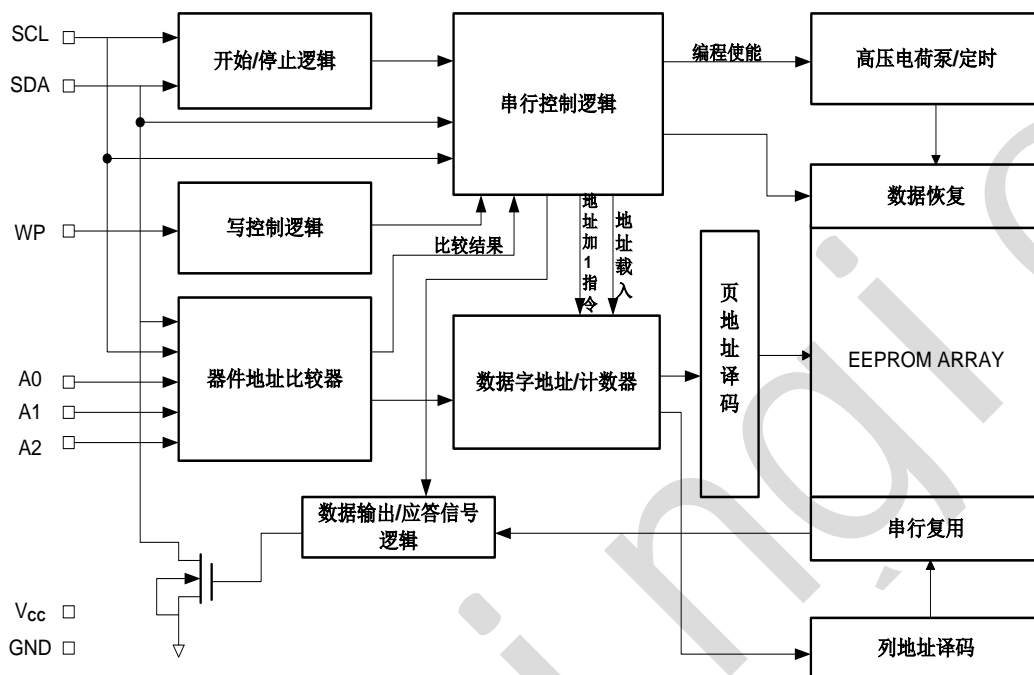 SCL
SDA
WP
A0
A1
A2
Vcc
GND
开始/停止逻辑
写控制逻辑
器件地址比较器
串行控制逻辑
比较结果
地址加1指令
地址载入
数据字地址/计数器
数据输出/应答信号
逻辑
编程使能
高压电荷泵/定时
数据恢复
页地址译码
EEPROM ARRAY
串行复用
列地址译码